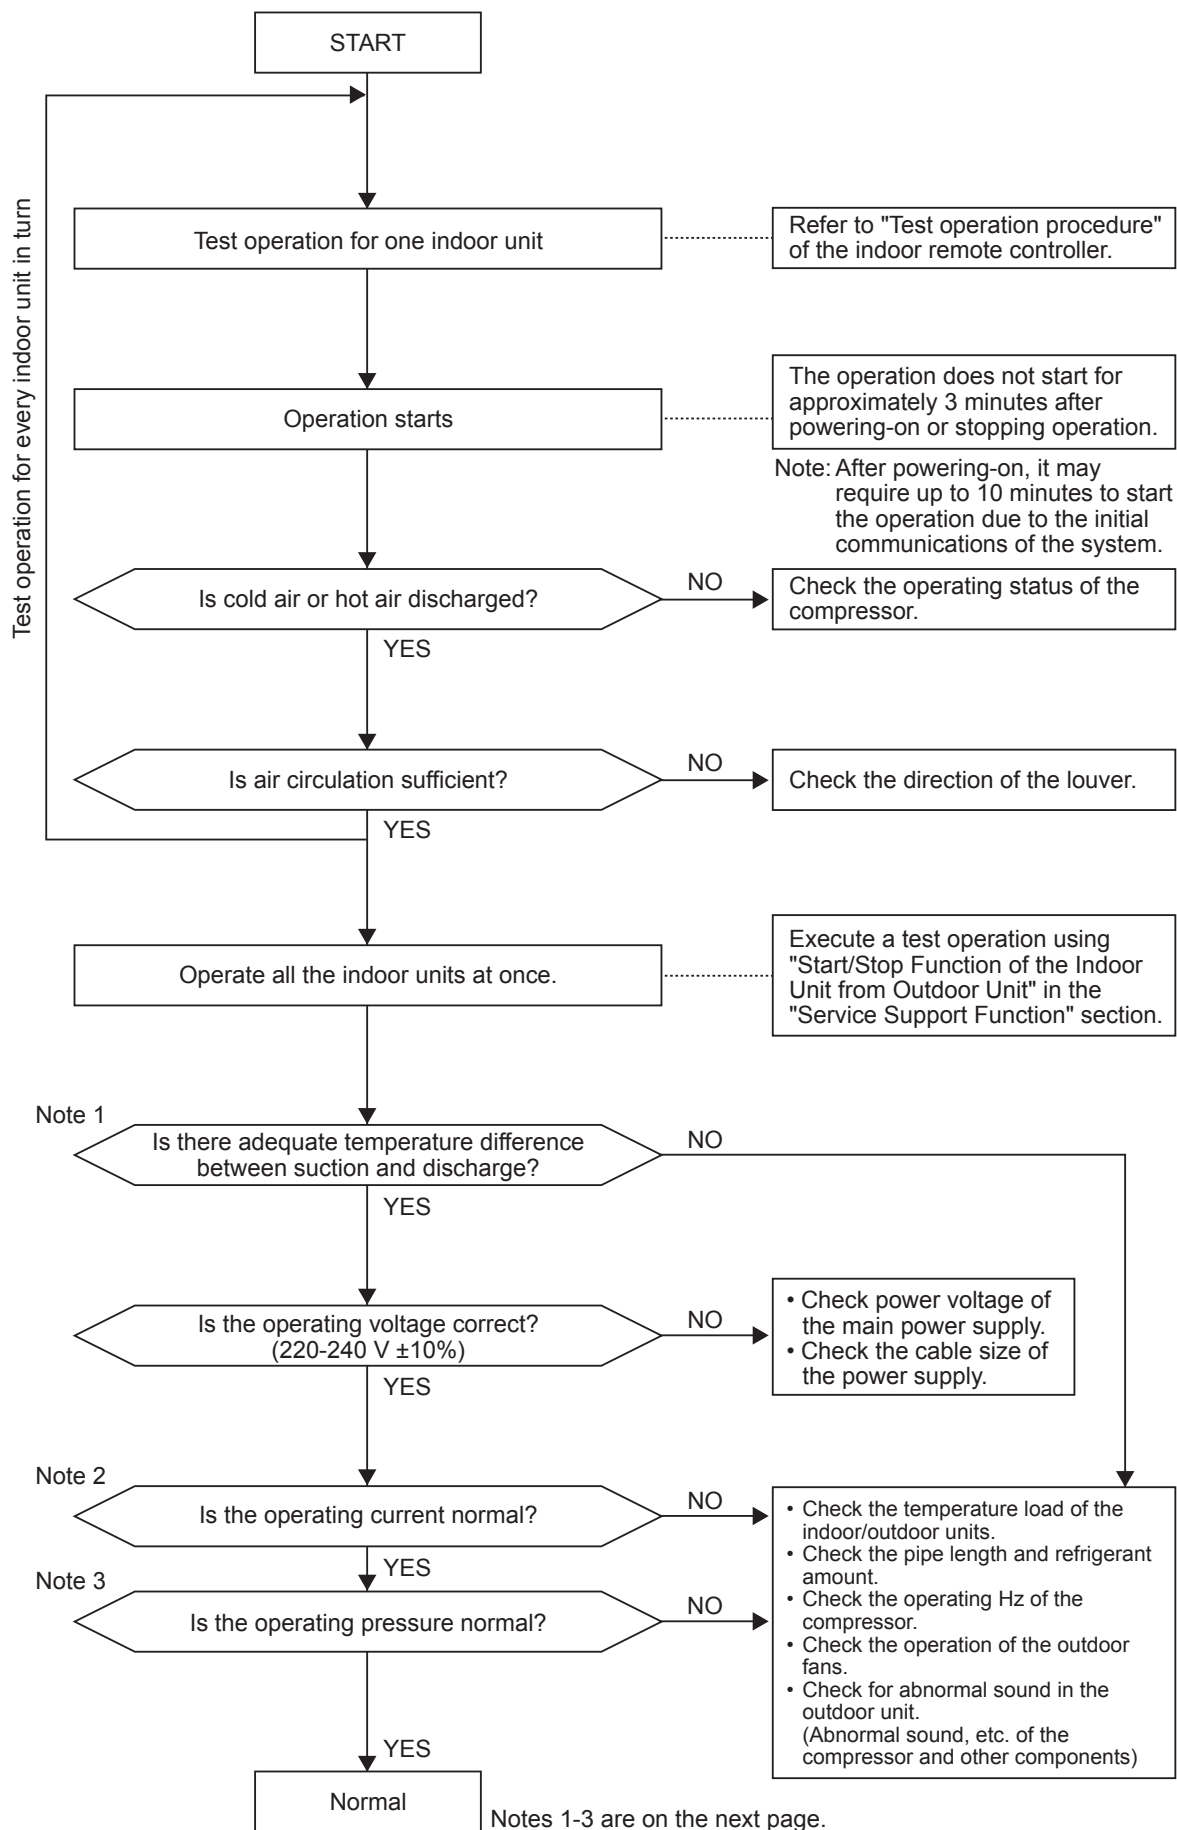 START
Test operation for every indoor unit in turn
Test operation for one indoor unit
Refer to "Test operation procedure"
of the indoor remote controller.
Operation starts
The operation does not start for
approximately 3 minutes after
powering-on or stopping operation.
Note: After powering-on, it may
require up to 10 minutes to start
the operation due to the initial
communications of the system.
Is cold air or hot air discharged?
NO
Check the operating status of the
compressor.
YES
Is air circulation sufficient?
NO
Check the direction of the louver.
YES
Operate all the indoor units at once.
Execute a test operation using
"Start/Stop Function of the Indoor
Unit from Outdoor Unit" in the
"Service Support Function" section.
Note 1
Is there adequate temperature difference
between suction and discharge?
NO
YES
Is the operating voltage correct?
(220-240 V ±10%)
NO
• Check power voltage of
the main power supply.
• Check the cable size of
the power supply.
YES
Note 2
Is the operating current normal?
NO
YES
Note 3
Is the operating pressure normal?
NO
• Check the temperature load of the
indoor/outdoor units.
• Check the pipe length and refrigerant
amount.
• Check the operating Hz of the
compressor.
• Check the operation of the outdoor
fans.
• Check for abnormal sound in the
outdoor unit.
(Abnormal sound, etc. of the
compressor and other components)
YES
Normal
Notes 1-3 are on the next page.